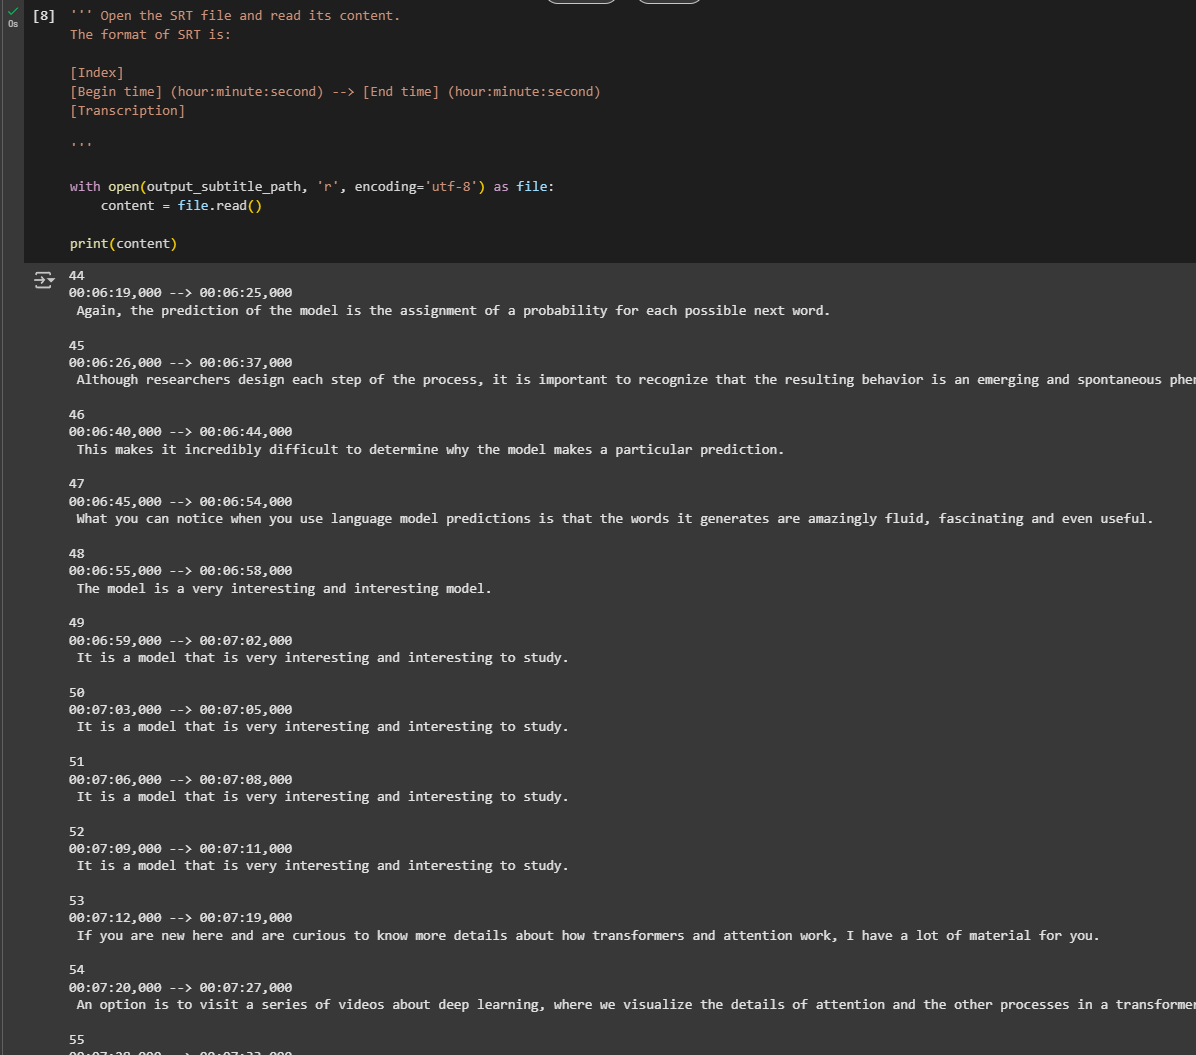 0s
[8] ''' Open the SRT file and read its content.
The format of SRT is:
[Index]
[Begin time] (hour:minute:second) --> [End time] (hour:minute:second)
[Transcription]
'''
with open(output_subtitle_path, 'r', encoding='utf-8') as file:
    content = file.read()
print(content)
44
00:06:19,000 --> 00:06:25,000
Again, the prediction of the model is the assignment of a probability for each possible next word.
45
00:06:26,000 --> 00:06:37,000
Although researchers design each step of the process, it is important to recognize that the resulting behavior is an emerging and spontaneous
46
00:06:40,000 --> 00:06:44,000
This makes it incredibly difficult to determine why the model makes a particular prediction.
47
00:06:45,000 --> 00:06:54,000
What you can notice when you use language model predictions is that the words it generates are amazingly fluid, fascinating and even useful.
48
00:06:55,000 --> 00:06:58,000
The model is a very interesting and interesting model.
49
00:06:59,000 --> 00:07:02,000
It is a model that is very interesting and interesting to study.
50
00:07:03,000 --> 00:07:05,000
It is a model that is very interesting and interesting to study.
51
00:07:06,000 --> 00:07:08,000
It is a model that is very interesting and interesting to study.
52
00:07:09,000 --> 00:07:11,000
It is a model that is very interesting and interesting to study.
53
00:07:12,000 --> 00:07:19,000
If you are new here and are curious to know more details about how transformers and attention work, I have a lot of material for you.
54
00:07:20,000 --> 00:07:27,000
An option is to visit a series of videos about deep learning, where we visualize the details of attention and the other processes in a transformer
55